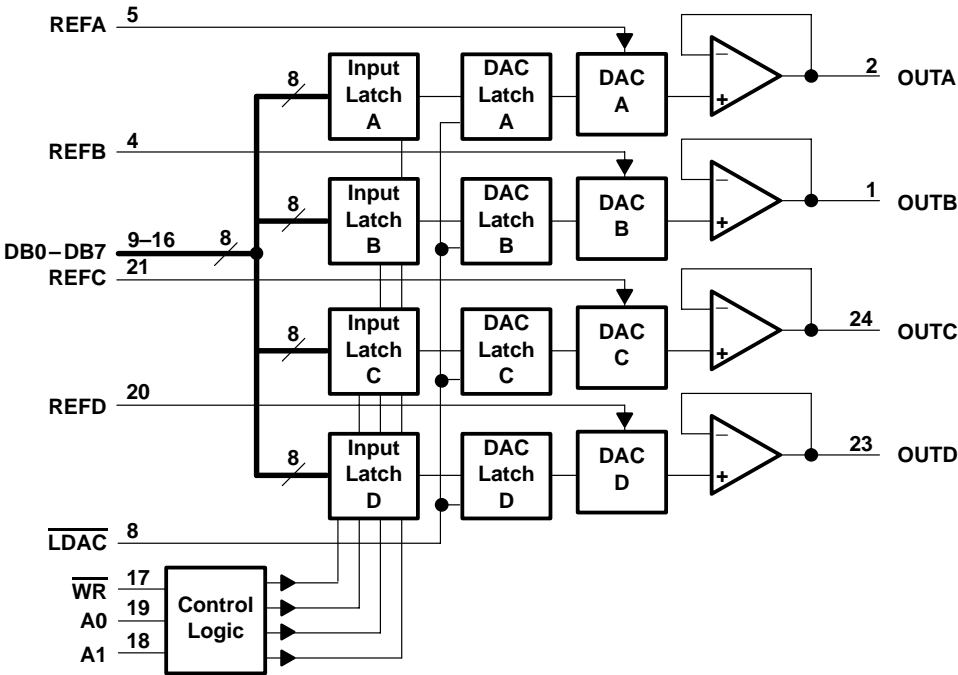 REFA 5
8
Input
Latch
A
DAC
Latch
A
DAC
A
–
+
2 OUTA
REFB 4
8
Input
Latch
B
DAC
Latch
B
DAC
B
–
+
1 OUTB
DB0–DB7 9–16 8
REFC 21
8
Input
Latch
C
DAC
Latch
C
DAC
C
–
+
24 OUTC
REFD 20
8
Input
Latch
D
DAC
Latch
D
DAC
D
–
+
23 OUTD
LDAC 8
WR 17
A0 19
A1 18
Control
Logic